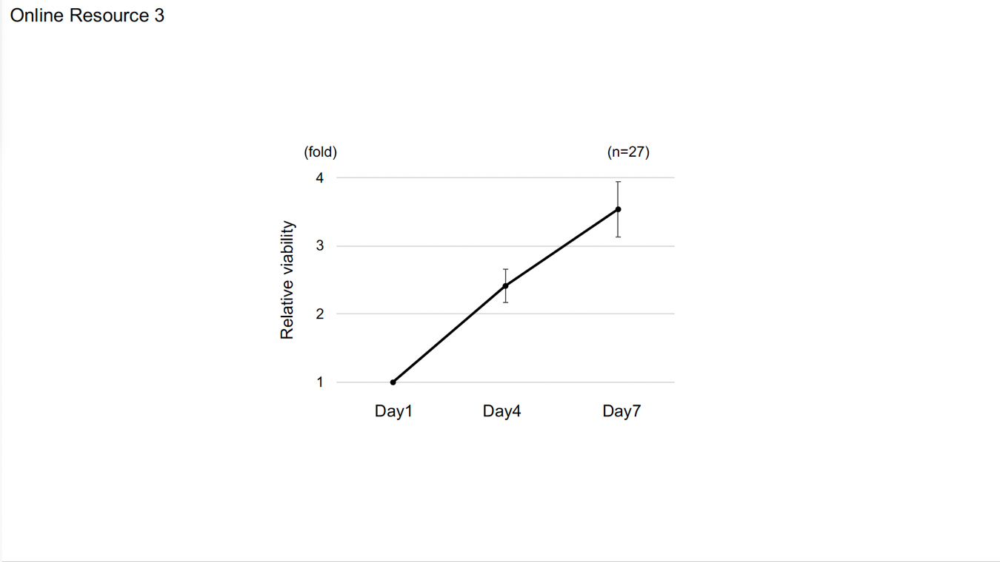 Online Resource 3
(fold)
(n=27)
4
3
2
1
Relative viability
Day1
Day4
Day7